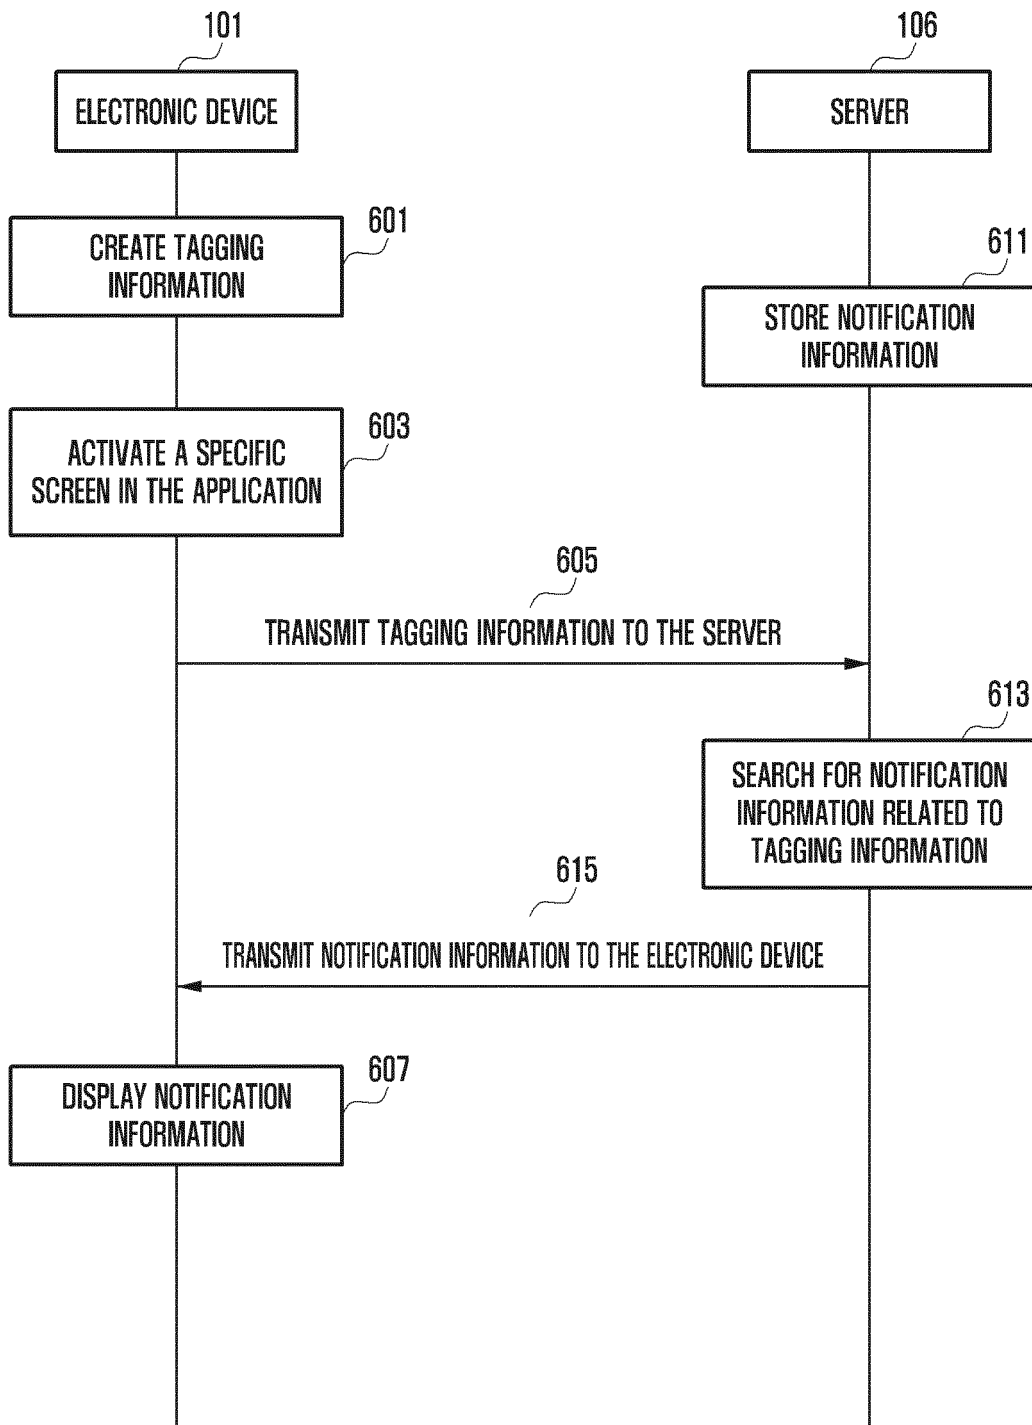 101
106
ELECTRONIC DEVICE
SERVER
601
CREATE TAGGING
INFORMATION
611
STORE NOTIFICATION
INFORMATION
603
ACTIVATE A SPECIFIC
SCREEN IN THE APPLICATION
605
TRANSMIT TAGGING INFORMATION TO THE SERVER
613
SEARCH FOR NOTIFICATION
INFORMATION RELATED TO
TAGGING INFORMATION
615
TRANSMIT NOTIFICATION INFORMATION TO THE ELECTRONIC DEVICE
607
DISPLAY NOTIFICATION
INFORMATION